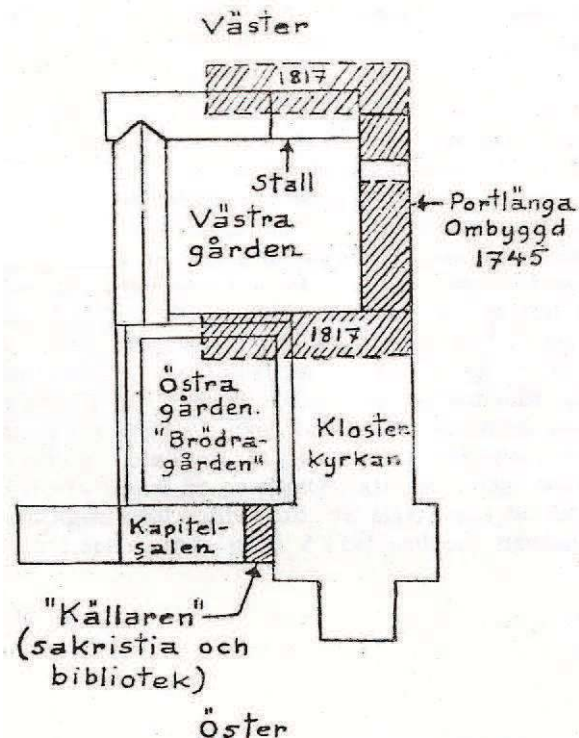 Väster
1817
Stall
Västra
gården
Portlänga
Ombyggd
1745
1817
Östra
gården.
"Brödra-
gården"
Kloster
kyrkan
Kapitel-
salen
"Källaren"
(sakristia och
bibliotek)
Öster